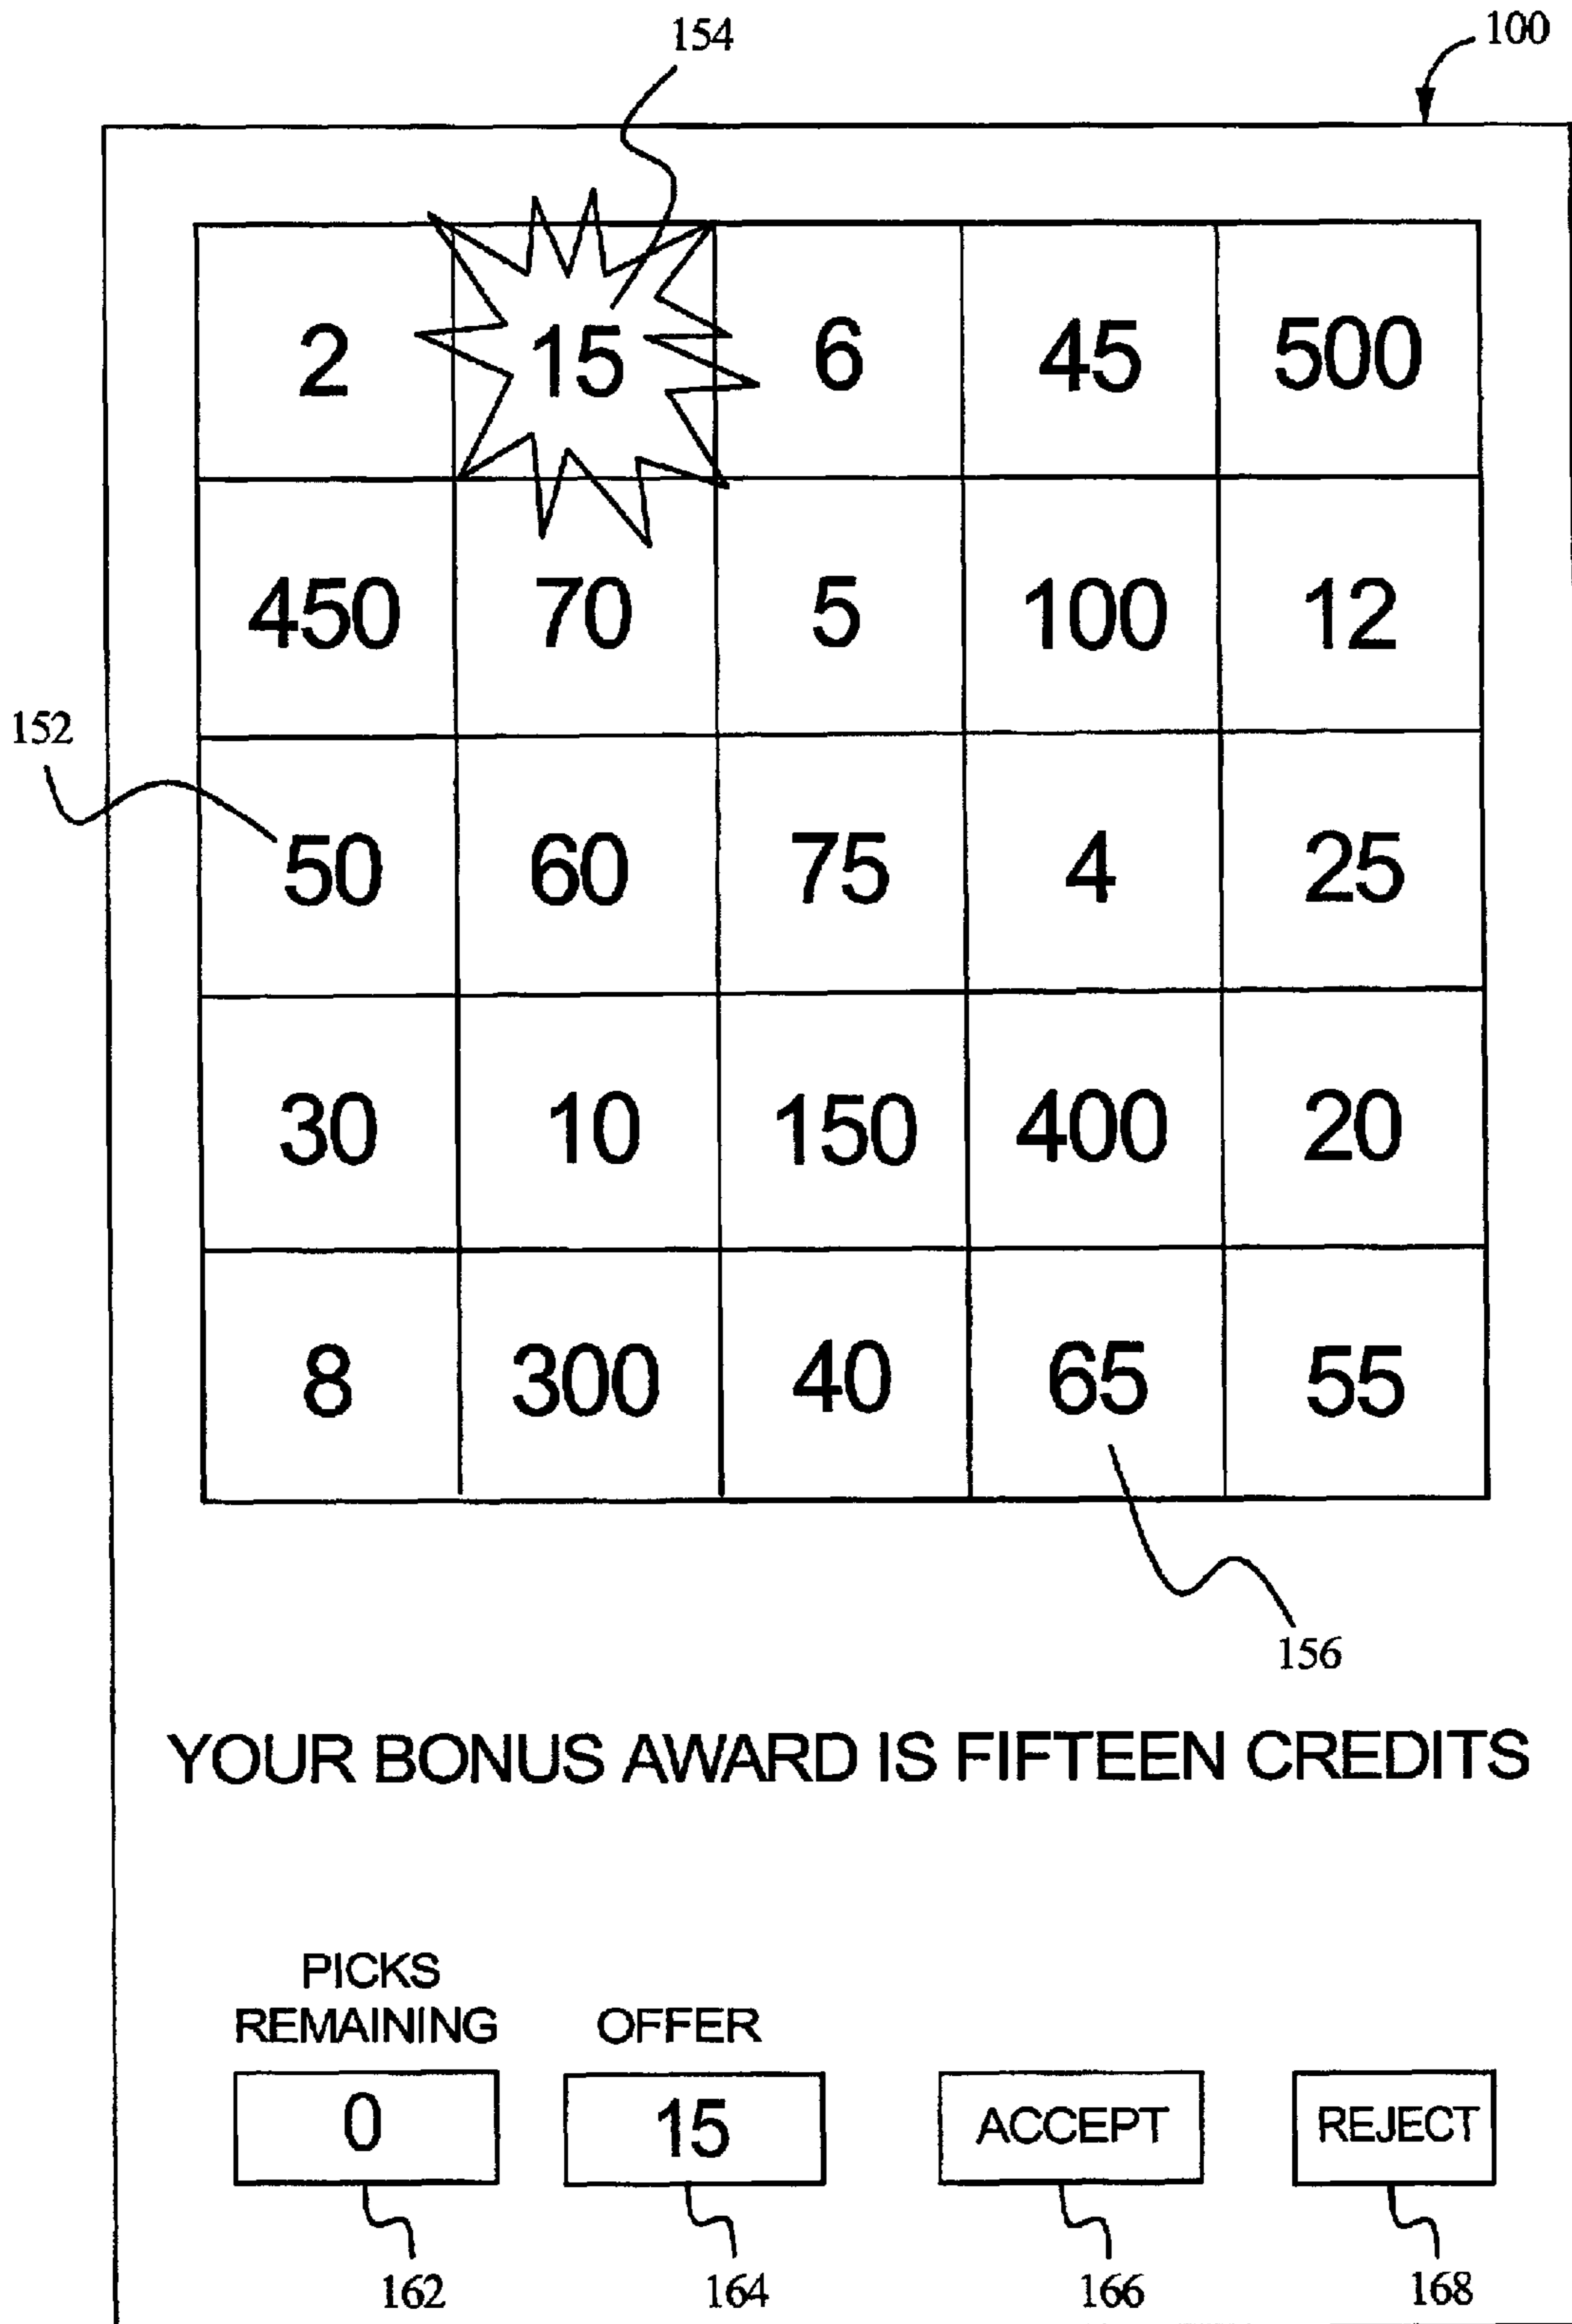 154
100
2 15 6 45 500
450 70 5 100 12
152
50 60 75 4 25
30 10 150 400 20
8 300 40 65 55
156
YOUR BONUS AWARD IS FIFTEEN CREDITS
PICKS
REMAINING OFFER
0 15 ACCEPT REJECT
162 164 166 168